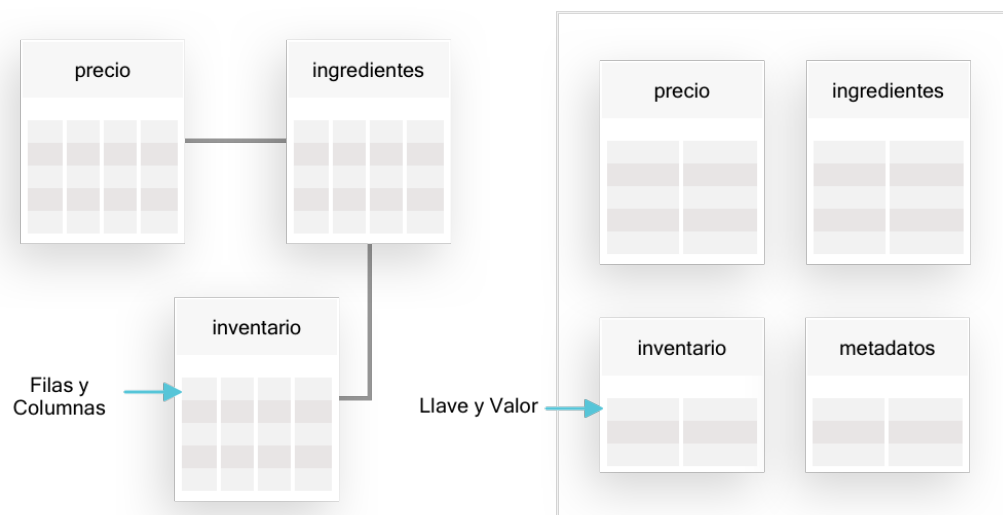 precio
ingredientes
inventario
Filas y
Columnas
precio
ingredientes
inventario
metadatos
Llave y Valor